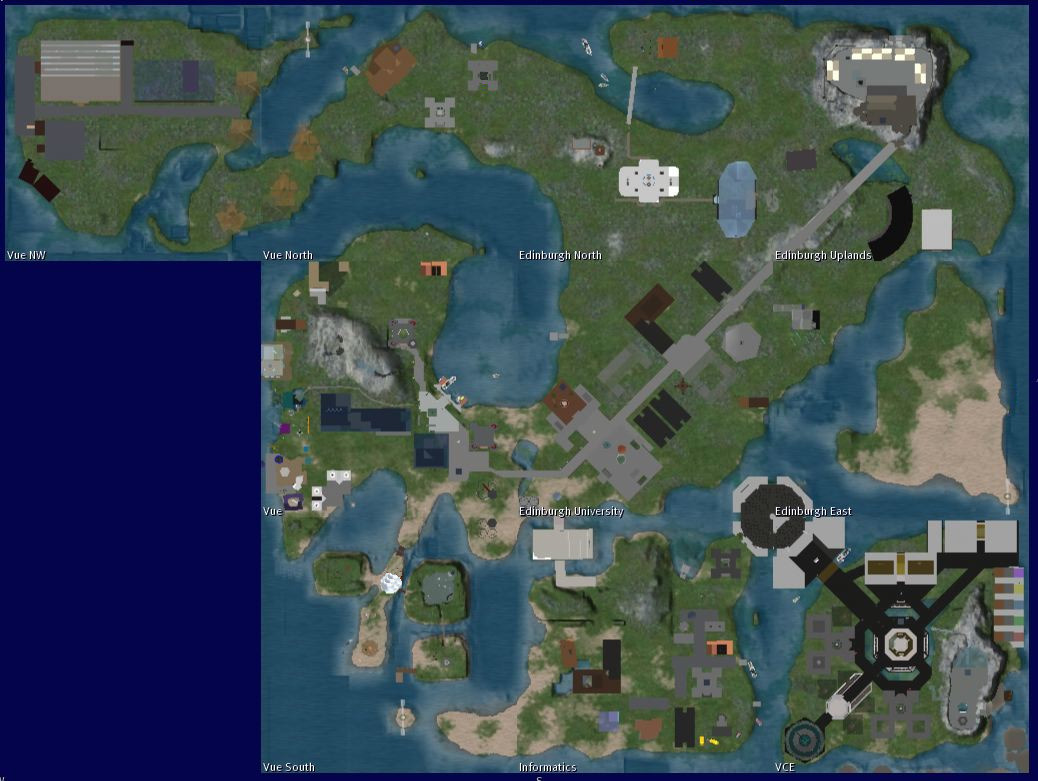 Vue NW
Vue North
Edinburgh North
Edinburgh Uplands
Vue
Edinburgh University
Edinburgh East
Vue South
Informatics
VCE